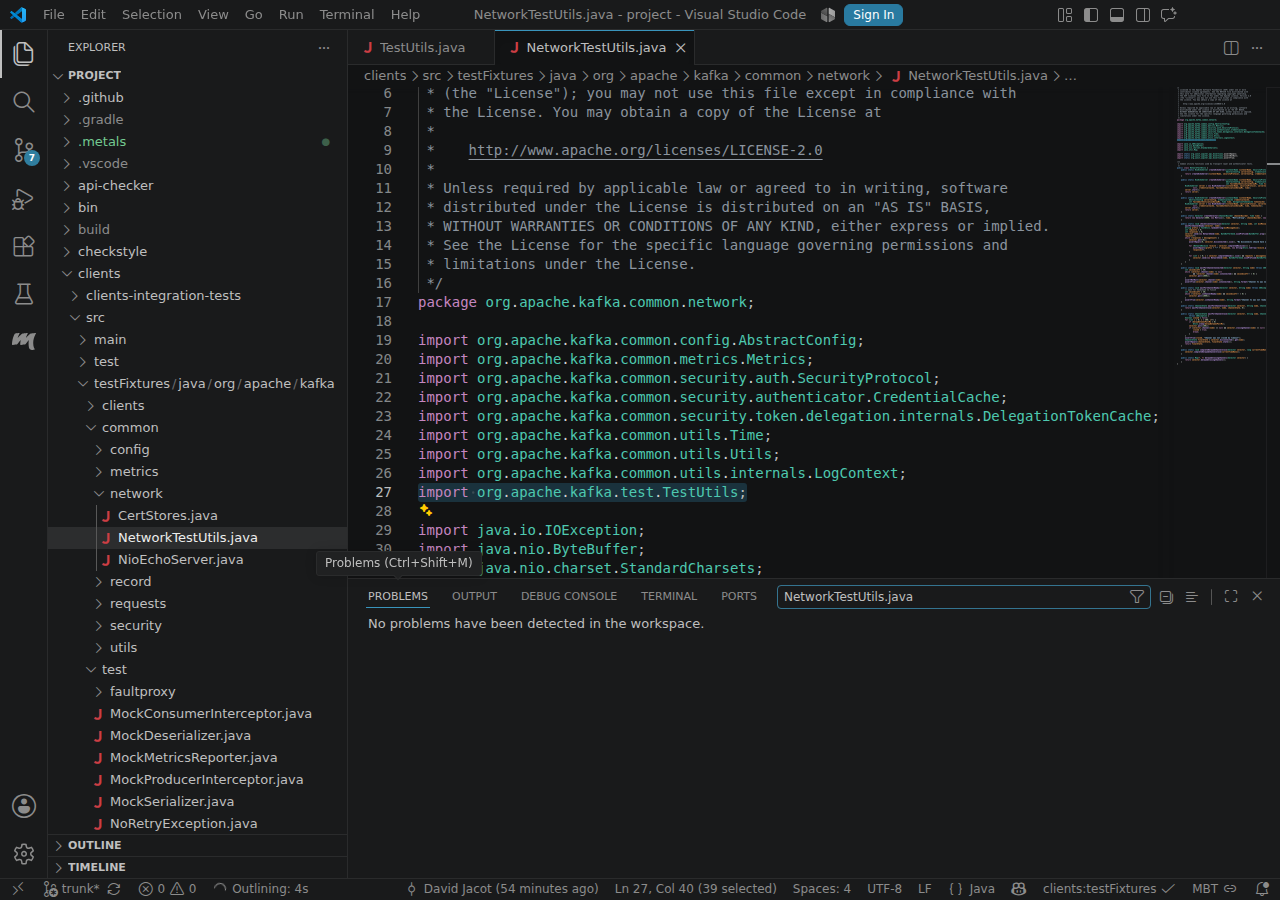 File Edit Selection View Go Run Terminal Help
NetworkTestUtils.java - project - Visual Studio Code
Sign In
EXPLORER
PROJECT
.github
.gradle
.metals
.vscode
api-checker
bin
build
checkstyle
clients
clients-integration-tests
src
main
test
testFixtures / java / org / apache / kafka
clients
common
config
metrics
network
CertStores.java
NetworkTestUtils.java
NioEchoServer.java
record
requests
security
utils
test
faultproxy
MockConsumerInterceptor.java
MockDeserializer.java
MockMetricsReporter.java
MockProducerInterceptor.java
MockSerializer.java
NoRetryException.java
OUTLINE
TIMELINE
7
TestUtils.java
NetworkTestUtils.java
clients > src > testFixtures > java > org > apache > kafka > common > network > NetworkTestUtils.java > ...
6 * (the "License"); you may not use this file except in compliance with
7 * the License. You may obtain a copy of the License at
8 *
9 * http://www.apache.org/licenses/LICENSE-2.0
10 *
11 * Unless required by applicable law or agreed to in writing, software
12 * distributed under the License is distributed on an "AS IS" BASIS,
13 * WITHOUT WARRANTIES OR CONDITIONS OF ANY KIND, either express or implied.
14 * See the License for the specific language governing permissions and
15 * limitations under the License.
16 */
17 package org.apache.kafka.common.network;
18
19 import org.apache.kafka.common.config.AbstractConfig;
20 import org.apache.kafka.common.metrics.Metrics;
21 import org.apache.kafka.common.security.auth.SecurityProtocol;
22 import org.apache.kafka.common.security.authenticator.CredentialCache;
23 import org.apache.kafka.common.security.token.delegation.internals.DelegationTokenCache;
24 import org.apache.kafka.common.utils.Time;
25 import org.apache.kafka.common.utils.Utils;
26 import org.apache.kafka.common.utils.internals.LogContext;
27 import org.apache.kafka.test.TestUtils;
28
29 import java.io.IOException;
30 import java.nio.ByteBuffer;
java.nio.charset.StandardCharsets;
Problems (Ctrl+Shift+M)
PROBLEMS OUTPUT DEBUG CONSOLE TERMINAL PORTS
NetworkTestUtils.java
No problems have been detected in the workspace.
trunk* 0 0 Outlining: 4s David Jacot (54 minutes ago) Ln 27, Col 40 (39 selected) Spaces: 4 UTF-8 LF { } Java clients:testFixtures MBT